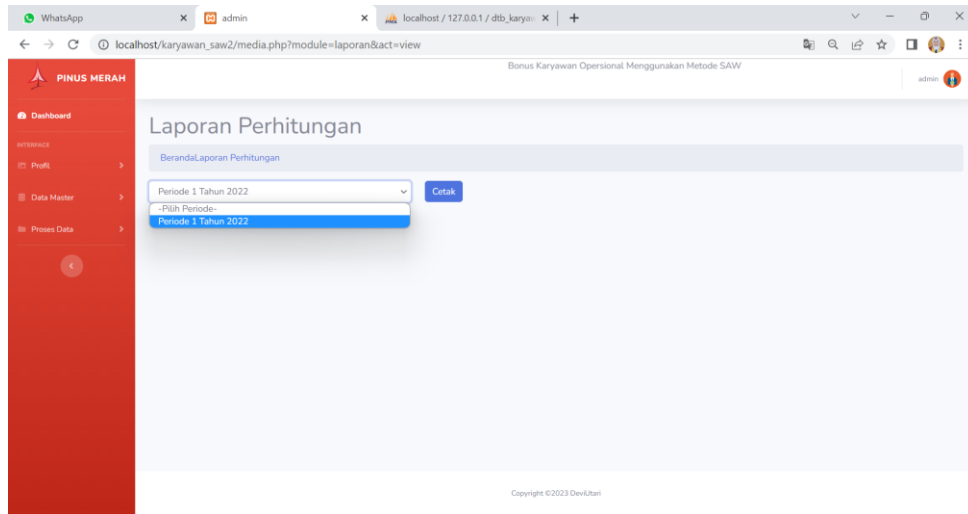 WhatsApp
admin
localhost / 127.0.0.1 / dtb_karyaw
localhost/karyawan_saw2/media.php?module=laporan&act=view
PINUS MERAH
Bonus Karyawan Opersional Menggunakan Metode SAW
admin
Dashboard
Laporan Perhitungan
INTERFACE
BerandaLaporan Perhitungan
Profil
Data Master
Periode 1 Tahun 2022
Cetak
-Pilih Periode-
Periode 1 Tahun 2022
Proses Data
Copyright ©2023 DeviUtari